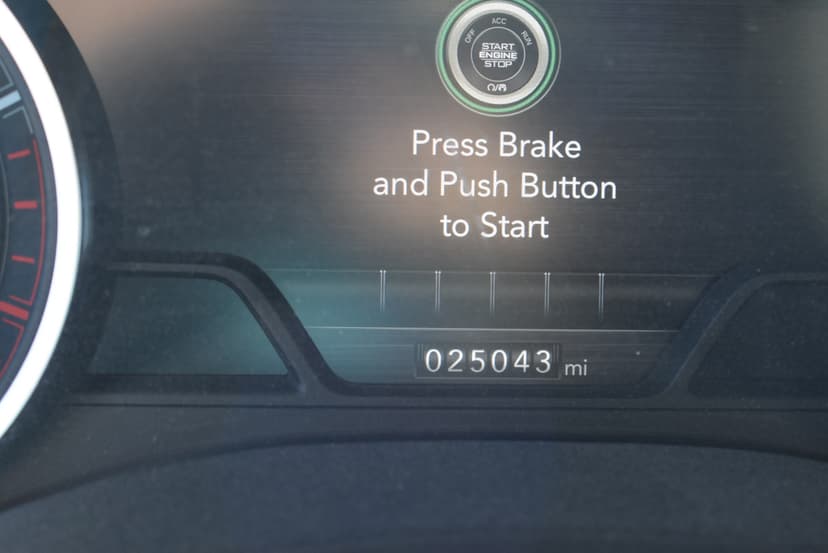 OFF ACC RUN
START
ENGINE
STOP
Press Brake
and Push Button
to Start
025043 mi